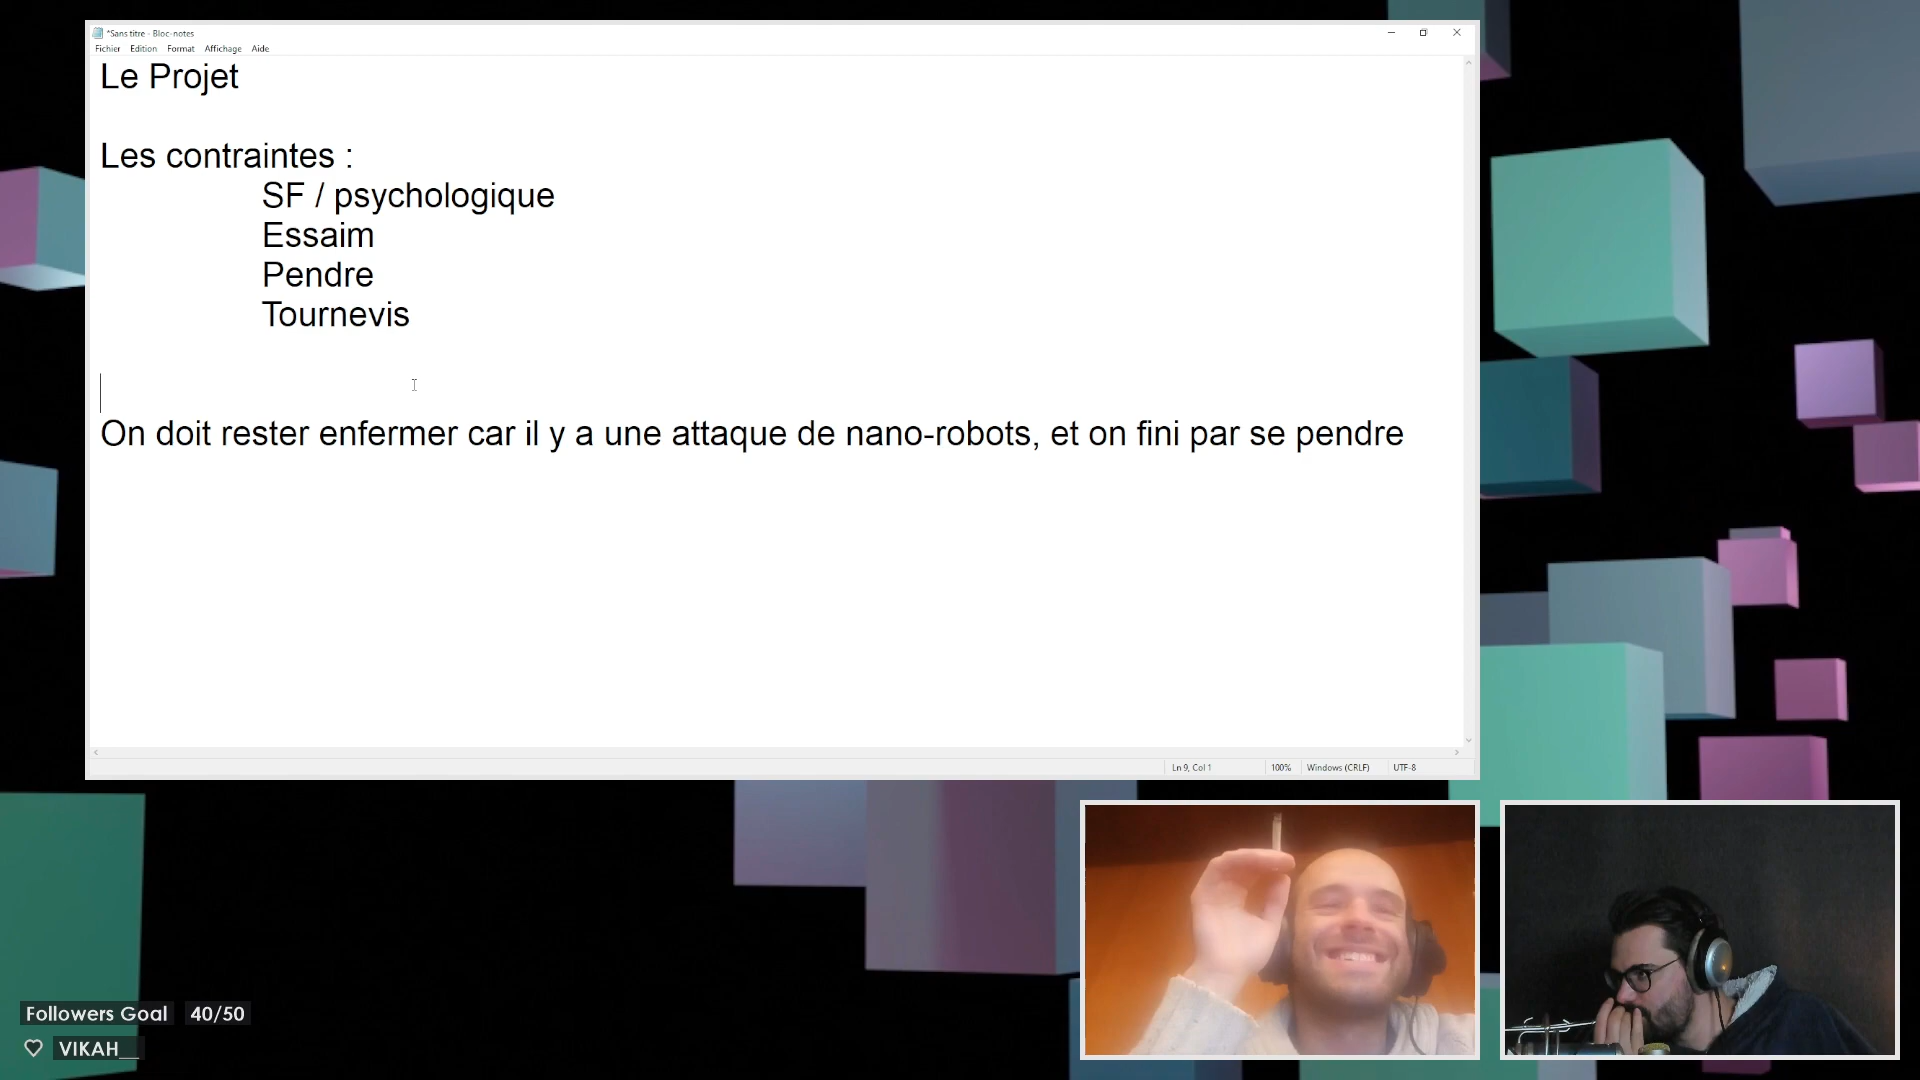 *Sans titre - Bloc-notes
Fichier Edition Format Affichage Aide
Le Projet
Les contraintes :
SF / psychologique
Essaim
Pendre
Tournevis
On doit rester enfermer car il y a une attaque de nano-robots, et on fini par se pendre
Ln 9, Col 1 100% Windows (CRLF) UTF-8
Followers Goal 40/50
VIKAH__